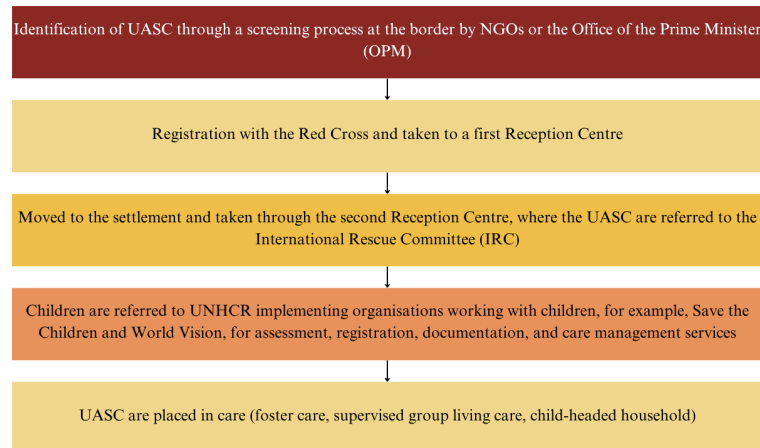 Identification of UASC through a screening process at the border by NGOs or the Office of the Prime Minister
(OPM)
Registration with the Red Cross and taken to a first Reception Centre
Moved to the settlement and taken through the second Reception Centre, where the UASC are referred to the
International Rescue Committee (IRC)
Children are referred to UNHCR implementing organisations working with children, for example, Save the
Children and World Vision, for assessment, registration, documentation, and care management services
UASC are placed in care (foster care, supervised group living care, child-headed household)